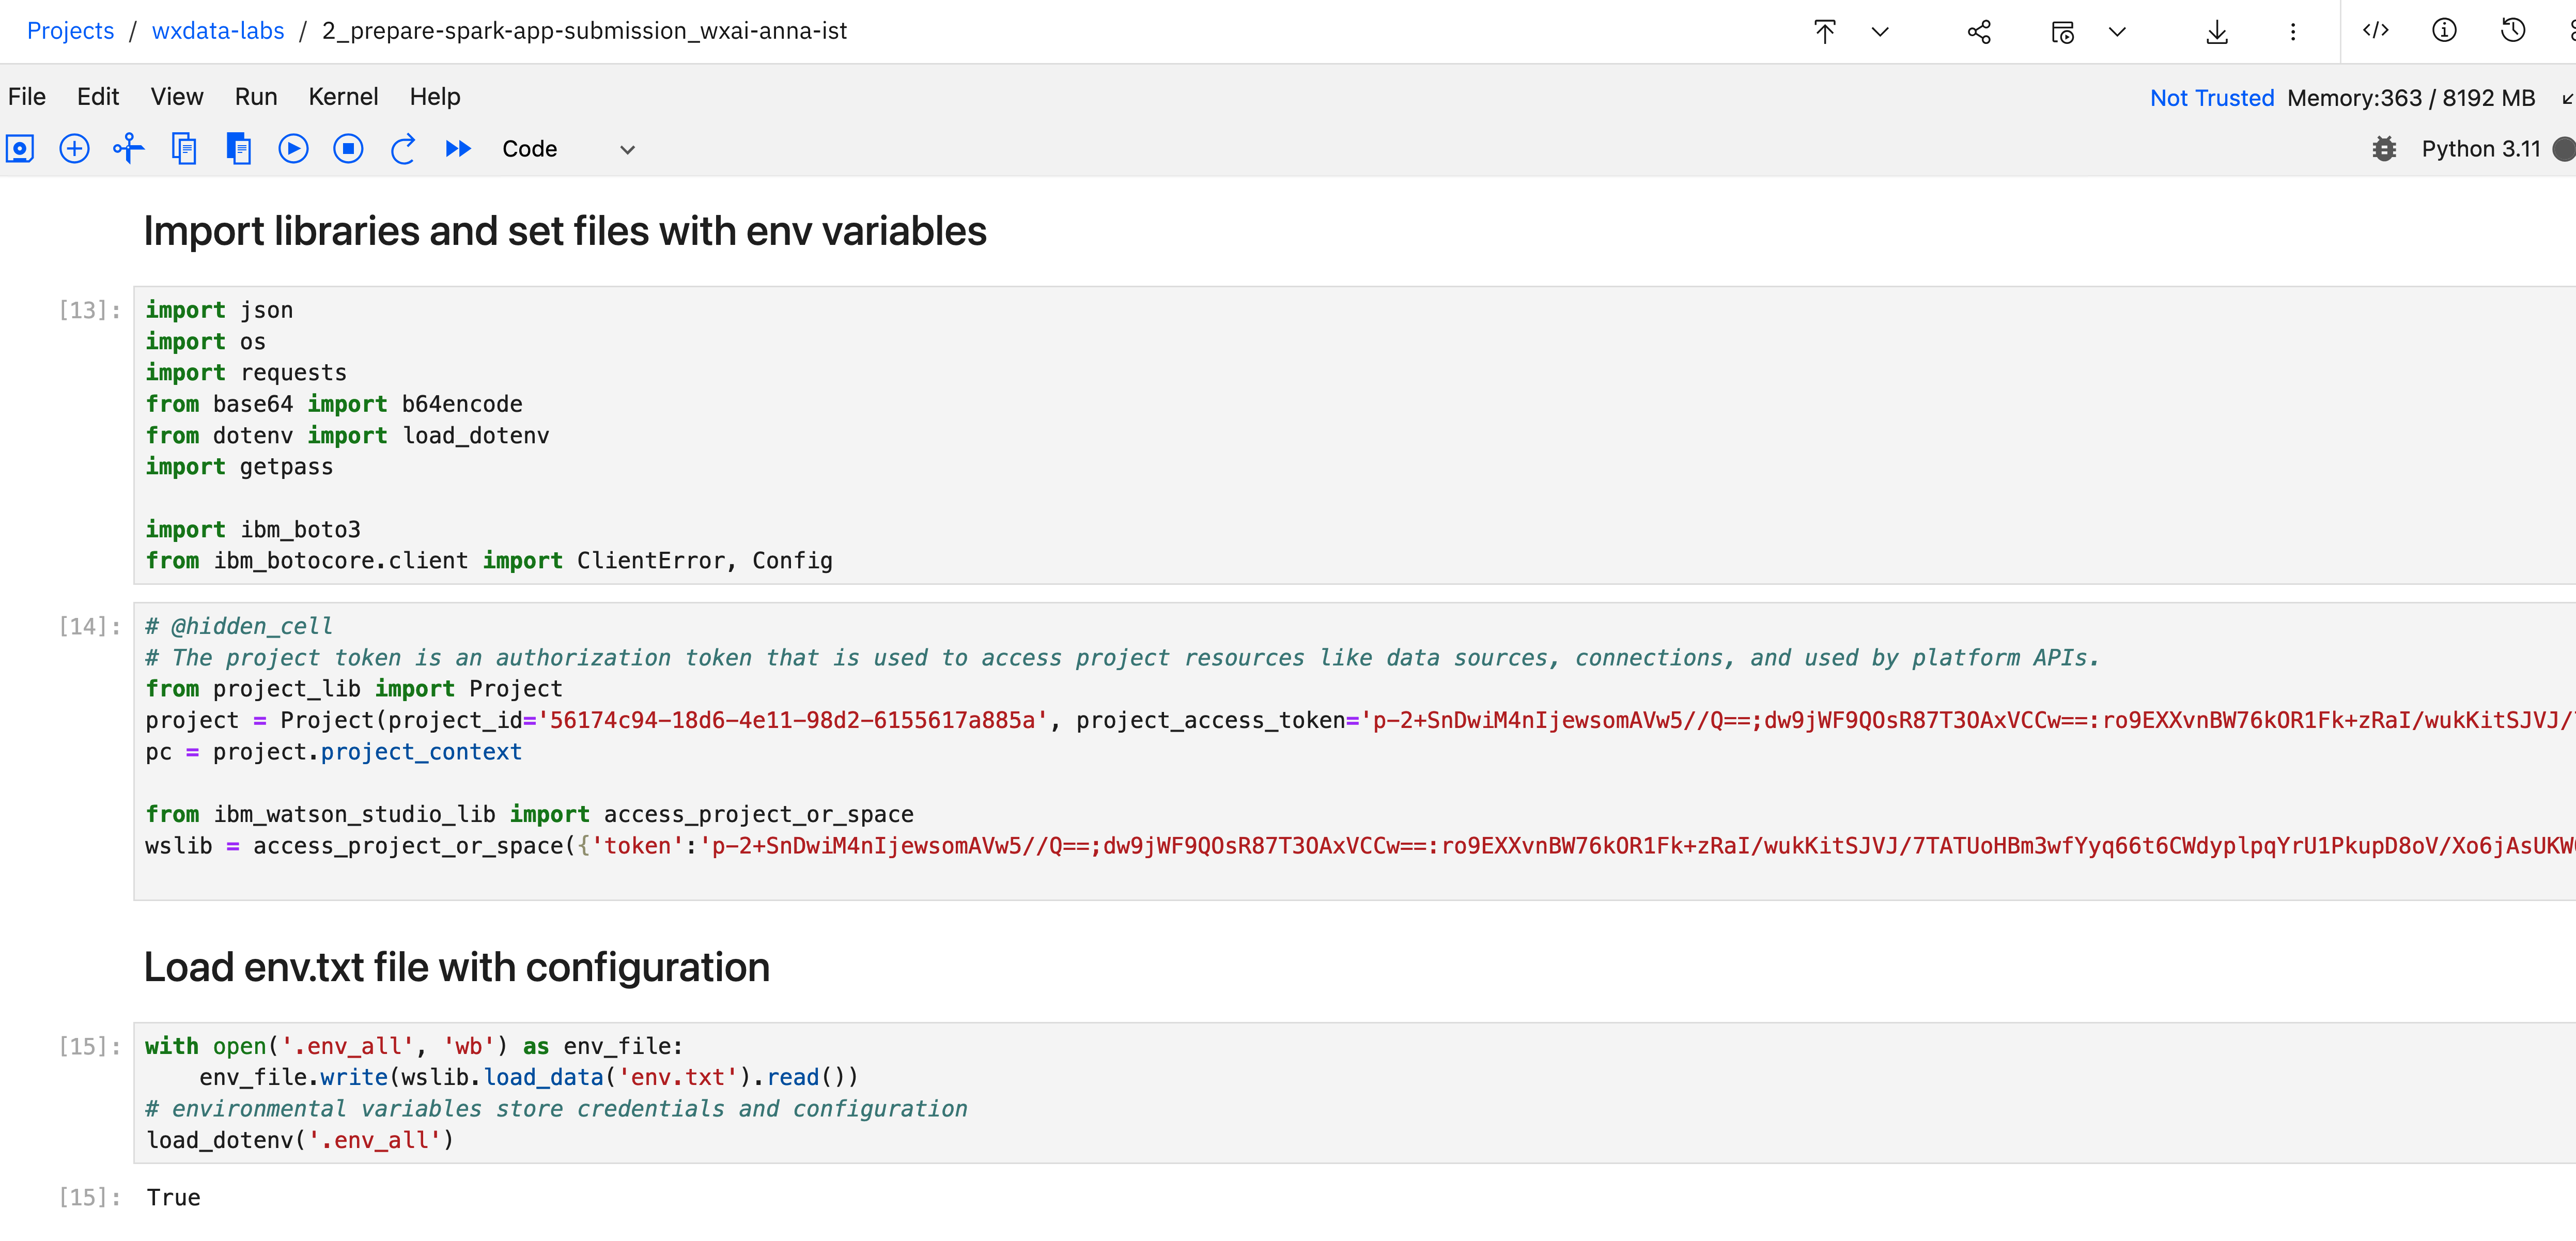 Projects / wxdata-labs / 2_prepare-spark-app-submission_wxai-anna-ist
File Edit View Run Kernel Help
Not Trusted Memory:363 / 8192 MB
Code
Python 3.11
Import libraries and set files with env variables
[13]:
import json
import os
import requests
from base64 import b64encode
from dotenv import load_dotenv
import getpass
import ibm_boto3
from ibm_botocore.client import ClientError, Config
[14]:
# @hidden_cell
# The project token is an authorization token that is used to access project resources like data sources, connections, and used by platform APIs.
from project_lib import Project
project = Project(project_id='56174c94-18d6-4e11-98d2-6155617a885a', project_access_token='p-2+SnDwiM4nIjewsomAVw5//Q==;dw9jWF9QOsR87T3OAxVCCw==:ro9EXXvnBW76kOR1Fk+zRaI/wukKitSJVJ/
pc = project.project_context
from ibm_watson_studio_lib import access_project_or_space
wslib = access_project_or_space({'token':'p-2+SnDwiM4nIjewsomAVw5//Q==;dw9jWF9QOsR87T3OAxVCCw==:ro9EXXvnBW76kOR1Fk+zRaI/wukKitSJVJ/7TATUoHBm3wfYyq66t6CWdyplpqYrU1PkupD8oV/Xo6jAsUKW
Load env.txt file with configuration
[15]:
with open('.env_all', 'wb') as env_file:
    env_file.write(wslib.load_data('env.txt').read())
# environmental variables store credentials and configuration
load_dotenv('.env_all')
[15]: True